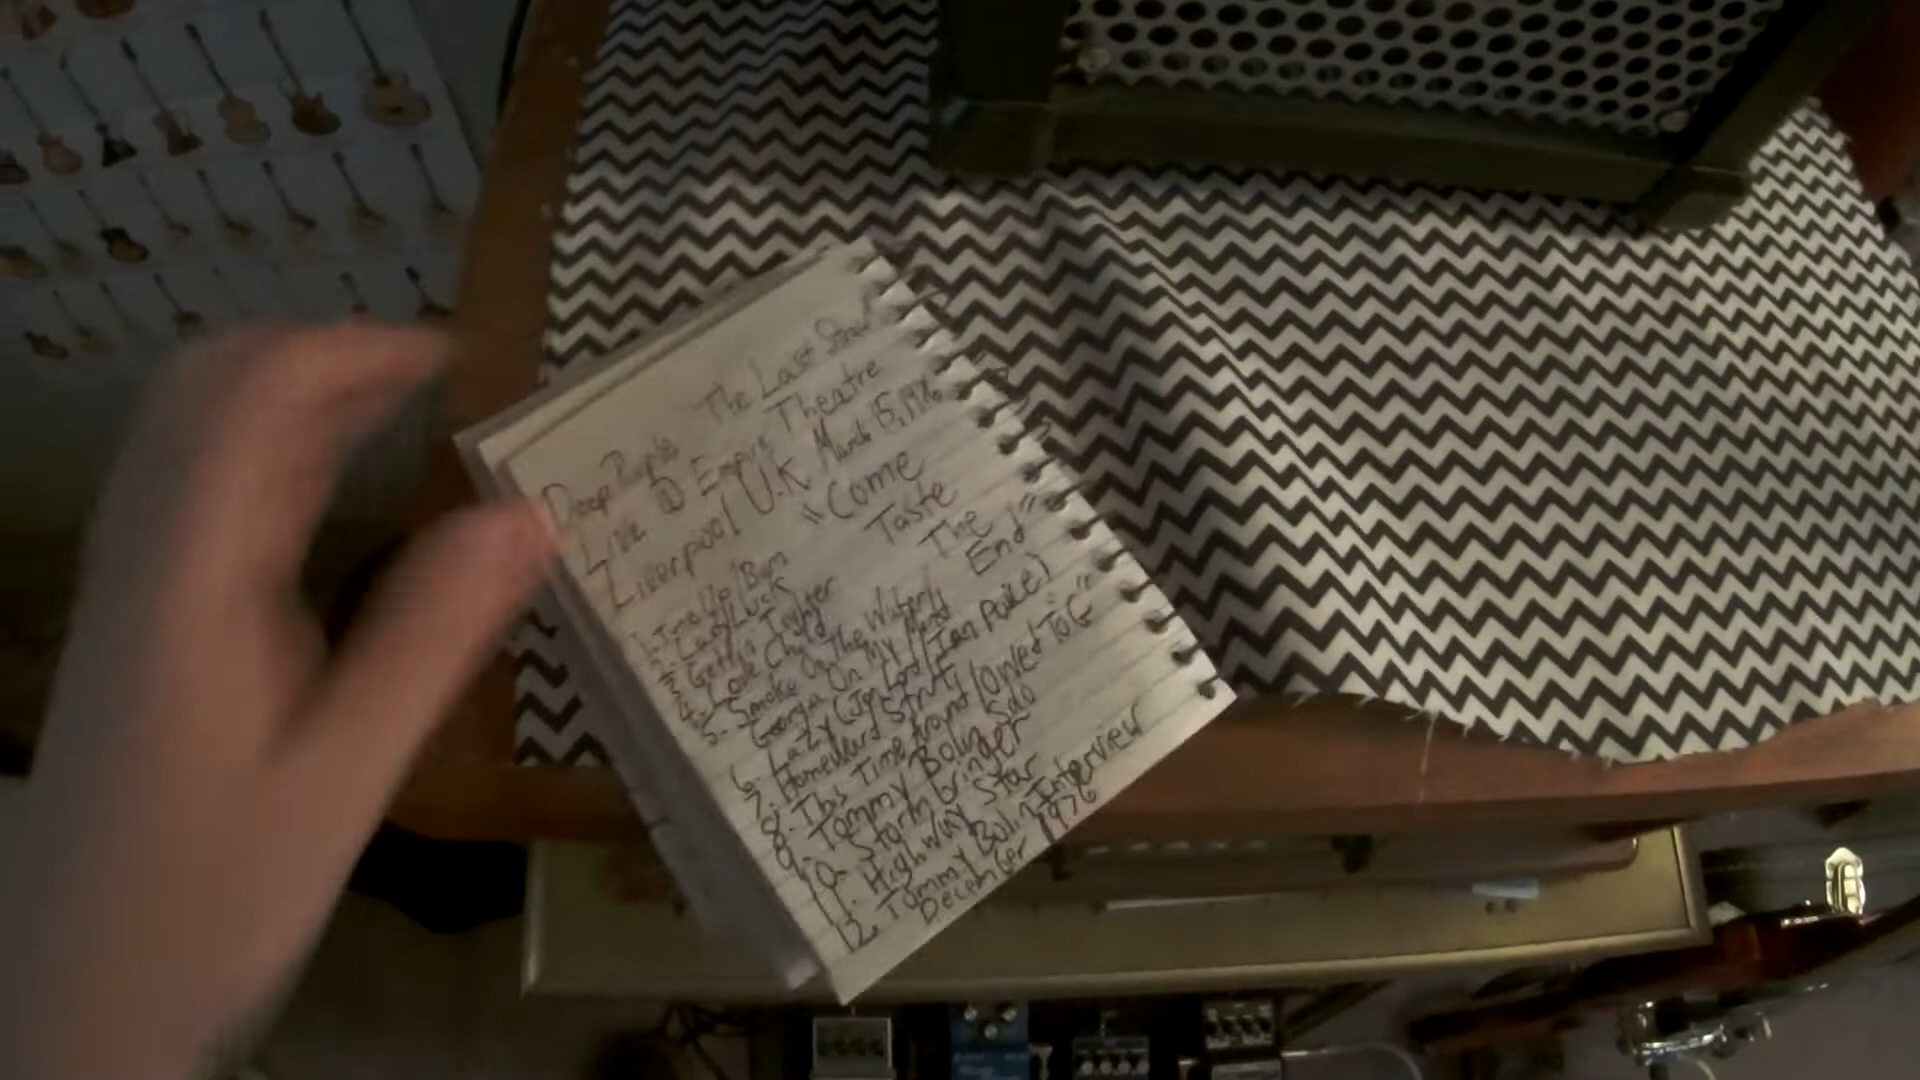 Deep Purple "The Last Show
Live @ Empire Theatre
Liverpool U.K March 15, 1976
"Come
Taste
The
End"
1. Time Up/Burn
2. Lady Luck
3. Gettin Tighter
4. Love Child
5. Smoke On The Water/
Georgia On My Mind
6. Lazy (Jon Lord/Ian Paice)
7. Homeward Strut
8. This Time Around/Owed To "G"
9. Tommy Bolin Solo
10. Stormbringer
11. Highway Star
12. Tommy Bolin Interview
December 1976